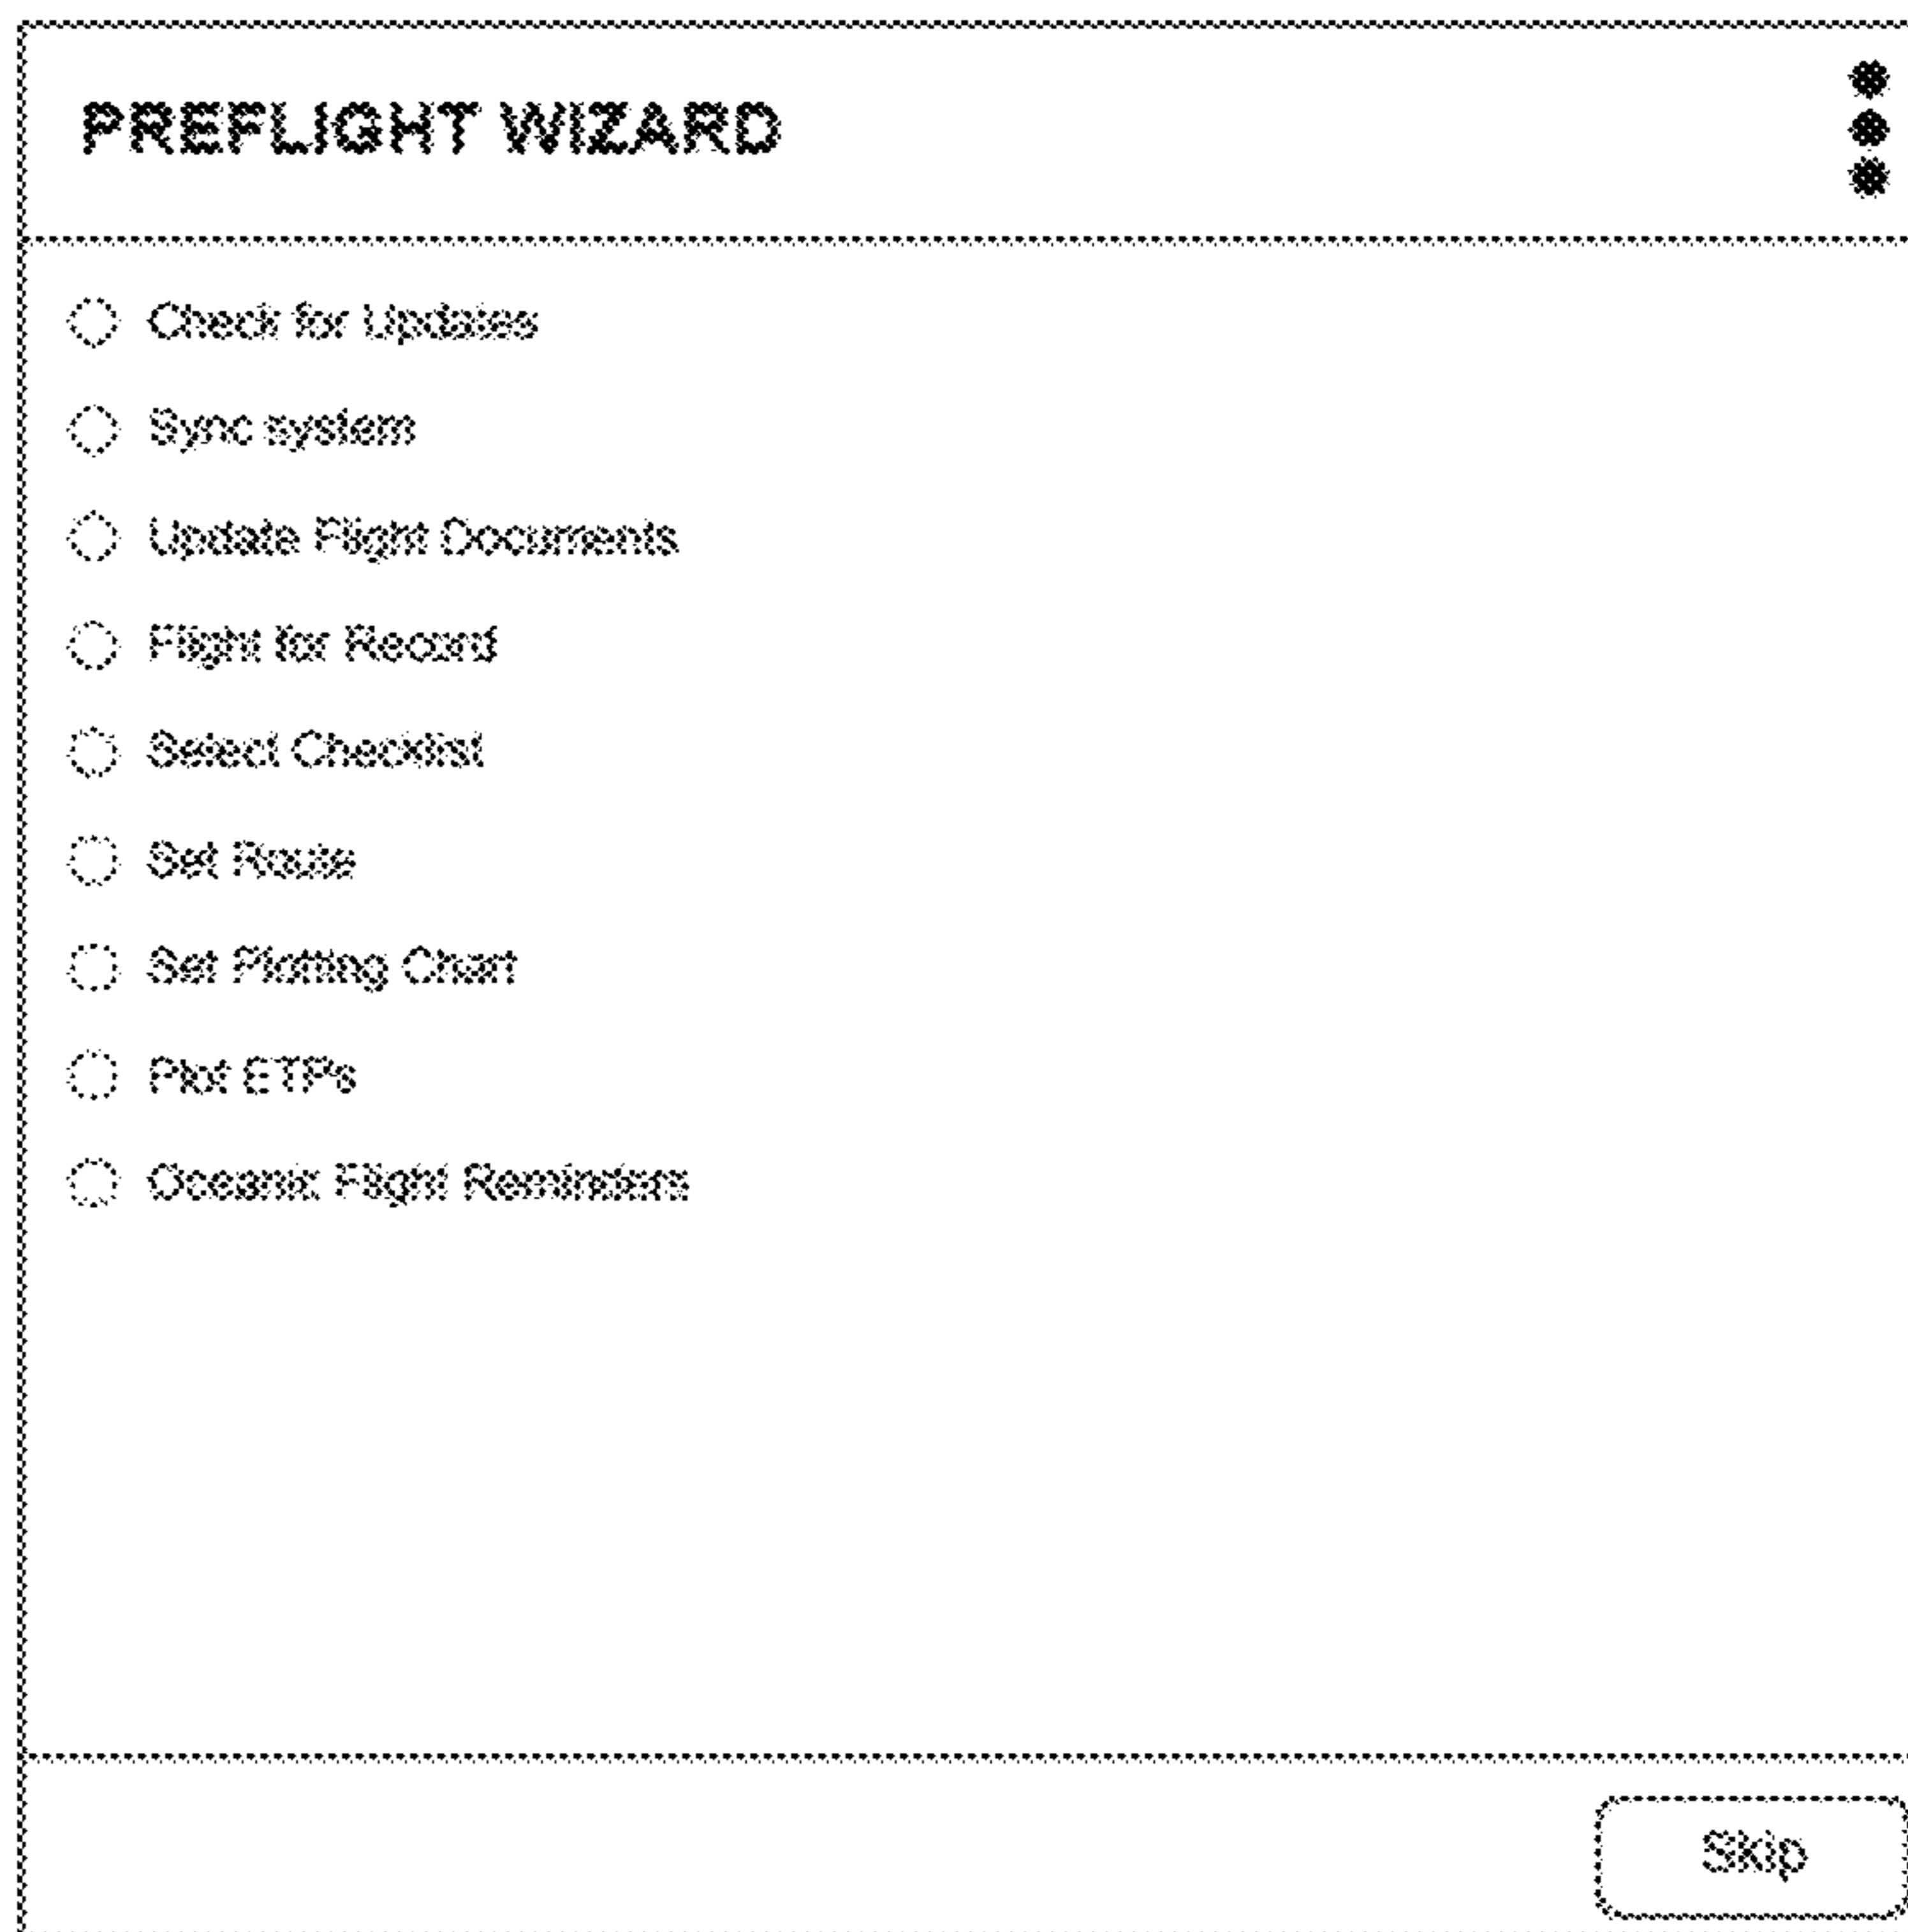 PREFLIGHT WIZARD
Check for Updates
Sync system
Update Flight Documents
Flight for Record
Select Checklist
Set Route
Set Plotting Chart
Plot ETPs
Oceanic Flight Reminders
Skip